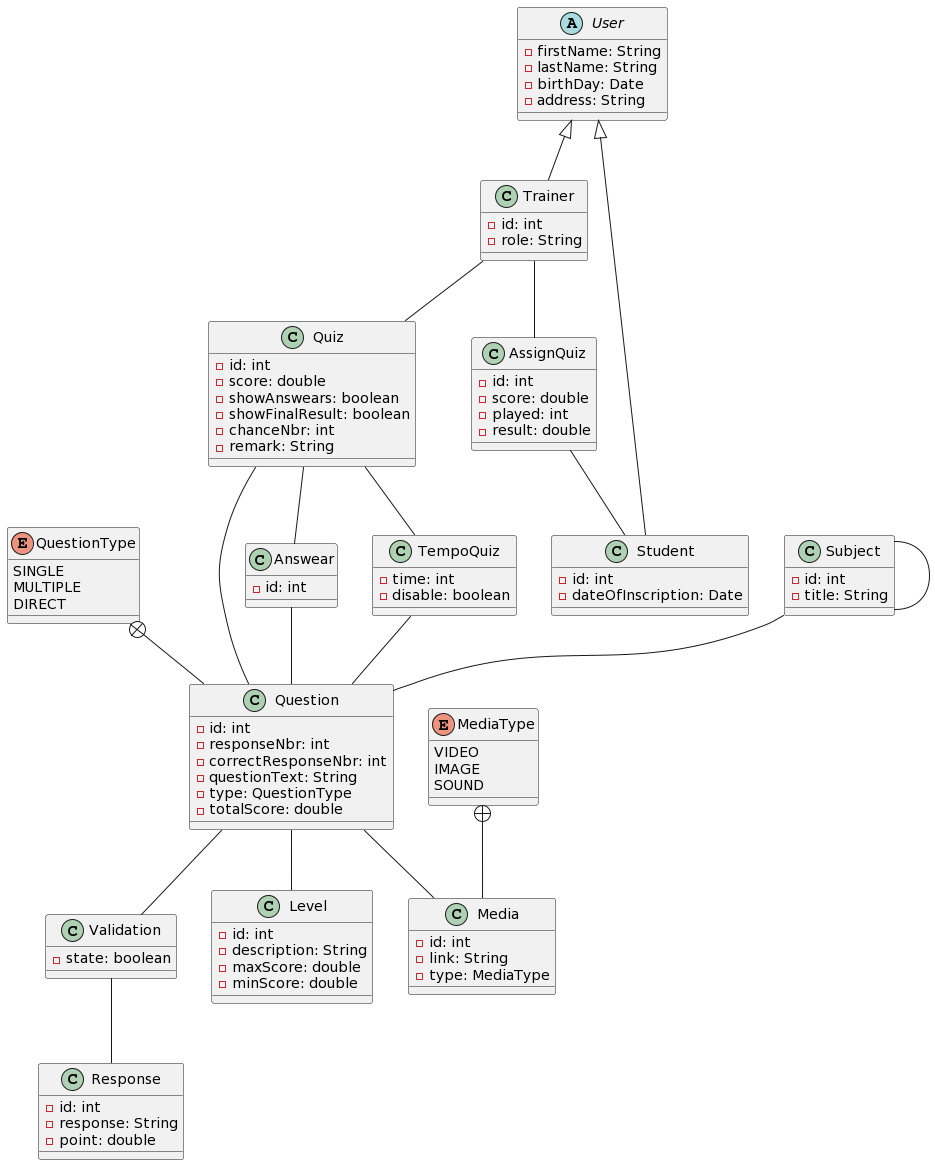 A User
- firstName: String
- lastName: String
- birthDay: Date
- address: String
C Trainer
- id: int
- role: String
C Quiz
- id: int
- score: double
- showAnswears: boolean
- showFinalResult: boolean
- chanceNbr: int
- remark: String
C AssignQuiz
- id: int
- score: double
- played: int
- result: double
E QuestionType
SINGLE
MULTIPLE
DIRECT
C Answear
- id: int
C TempoQuiz
- time: int
- disable: boolean
C Student
- id: int
- dateOfInscription: Date
C Subject
- id: int
- title: String
C Question
- id: int
- responseNbr: int
- correctResponseNbr: int
- questionText: String
- type: QuestionType
- totalScore: double
E MediaType
VIDEO
IMAGE
SOUND
C Validation
- state: boolean
C Level
- id: int
- description: String
- maxScore: double
- minScore: double
C Media
- id: int
- link: String
- type: MediaType
C Response
- id: int
- response: String
- point: double